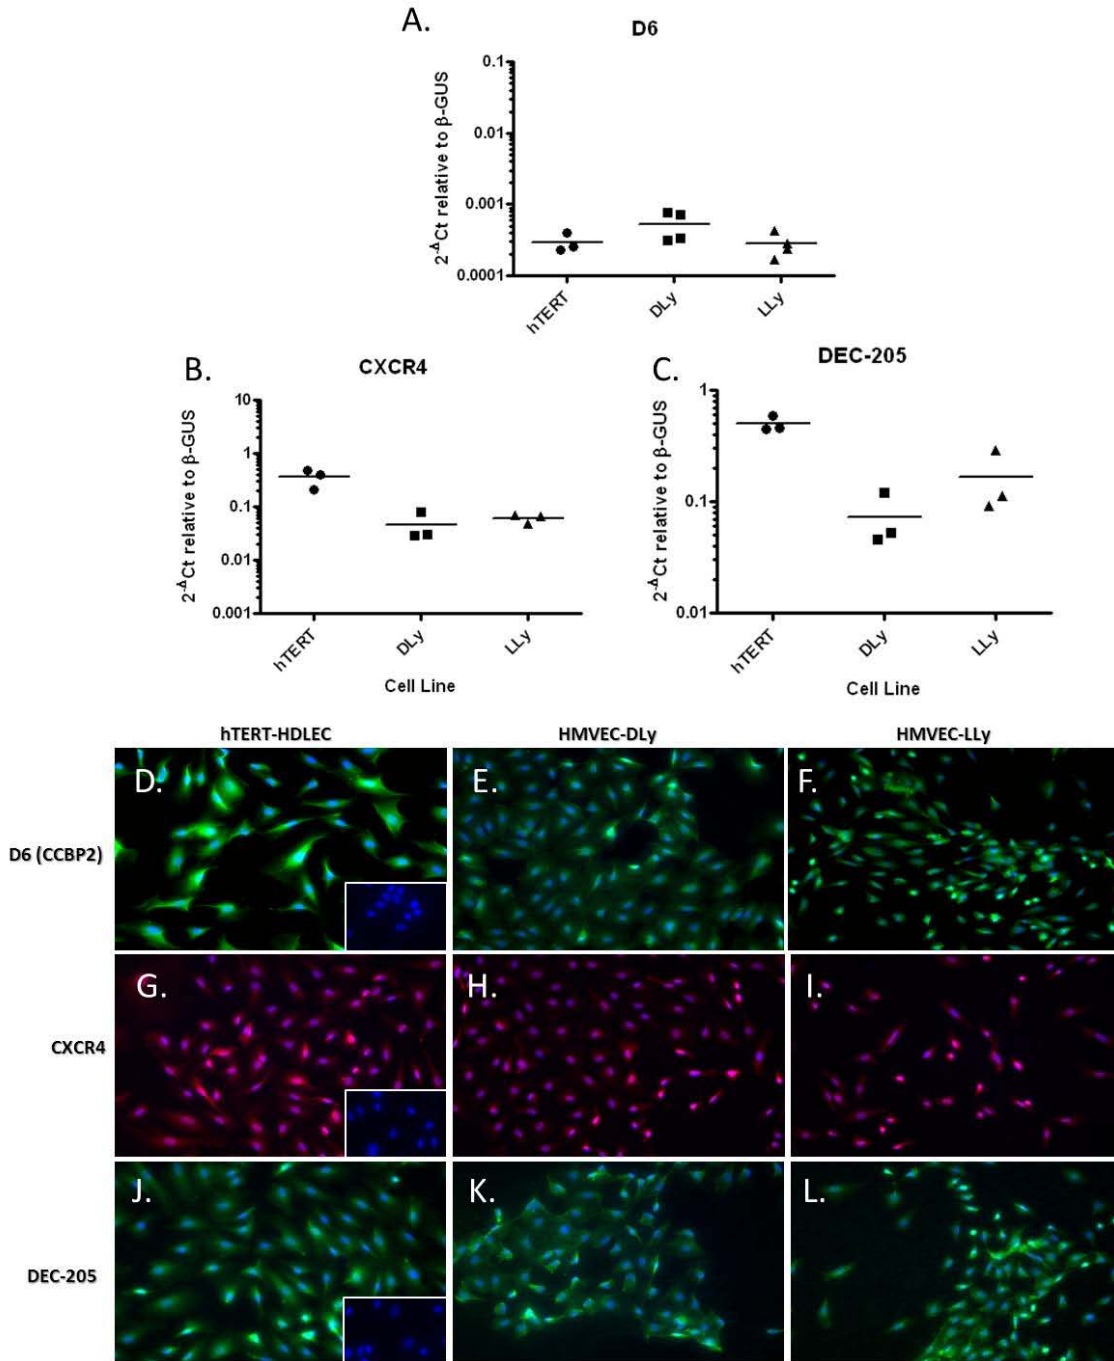 A.
D6
2-ΔCt relative to β-GUS
0.1
0.01
0.001
0.0001
hTERT
DLy
LLy
B.
CXCR4
2-ΔCt relative to β-GUS
10
1
0.1
0.01
0.001
hTERT
DLy
LLy
Cell Line
C.
DEC-205
2-ΔCt relative to β-GUS
1
0.1
0.01
hTERT
DLy
LLy
Cell Line
hTERT-HDLEC HMVEC-DLy HMVEC-LLy
D6 (CCBP2) D. E. F.
CXCR4 G. H. I.
DEC-205 J. K. L.